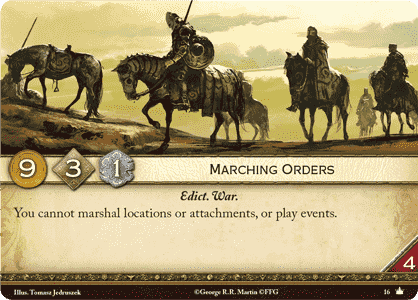 9 3 1 MARCHING ORDERS
Edict. War.
You cannot marshal locations or attachments, or play events.
4
Illus. Tomasz Jedruszek ©George R.R. Martin ©FFG 16